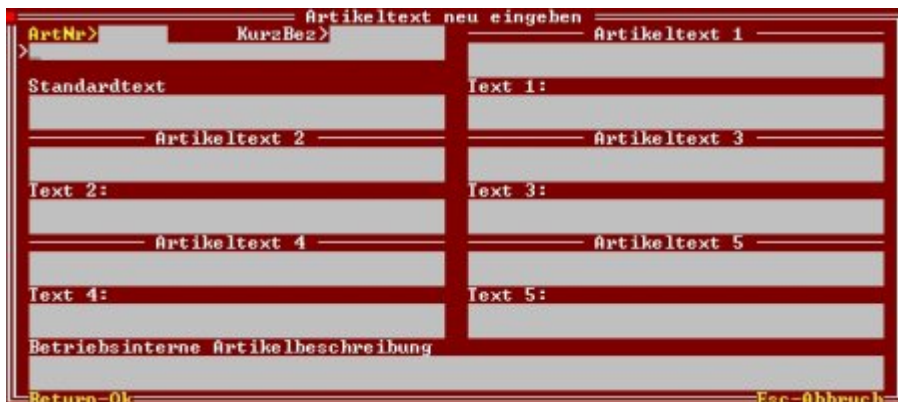 Artikeltext neu eingeben
ArtNr> KurzBez> Artikeltext 1
>
Standardtext Text 1:
Artikeltext 2 Artikeltext 3
Text 2: Text 3:
Artikeltext 4 Artikeltext 5
Text 4: Text 5:
Betriebsinterne Artikelbeschreibung
Return-Ok Esc-Abbruch